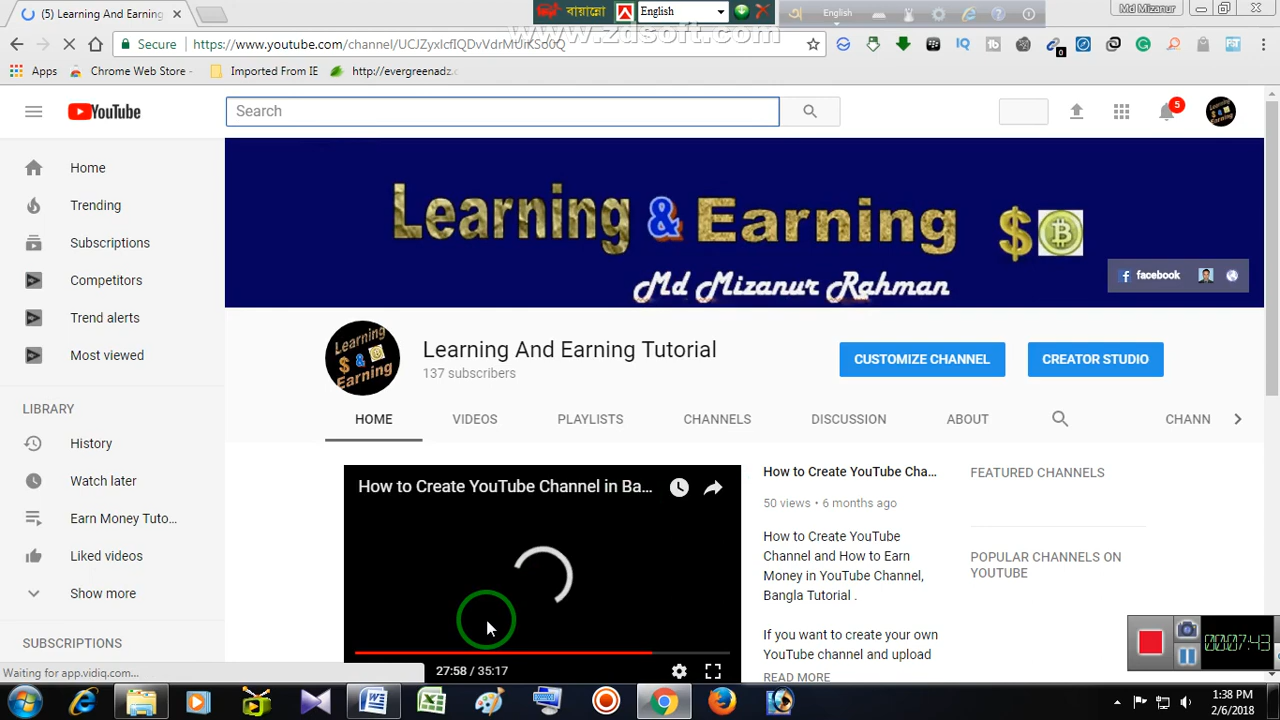 (5) Learning And Earning
বায়ান্নো
English
English
Md Mizanur
www.zdsoft.com
Secure
Apps
Chrome Web Store -
Imported From IE
http://evergreenadz.c
YouTube
Search
5
Home
Trending
Subscriptions
Competitors
Trend alerts
Most viewed
LIBRARY
History
Watch later
Earn Money Tuto...
Liked videos
Show more
SUBSCRIPTIONS
Learning & Earning $
Md Mizanur Rahman
facebook
Learning
$ &
Earning
Learning And Earning Tutorial
137 subscribers
CUSTOMIZE CHANNEL
CREATOR STUDIO
HOME
VIDEOS
PLAYLISTS
CHANNELS
DISCUSSION
ABOUT
CHANN
How to Create YouTube Channel in Ba...
27:58 / 35:17
How to Create YouTube Cha...
50 views • 6 months ago
How to Create YouTube
Channel and How to Earn
Money in YouTube Channel,
Bangla Tutorial .
If you want to create your own
YouTube channel and upload
READ MORE
FEATURED CHANNELS
POPULAR CHANNELS ON
YOUTUBE
00:07:43
Waiting for app.vidiq.com...
1:38 PM
2/6/2018